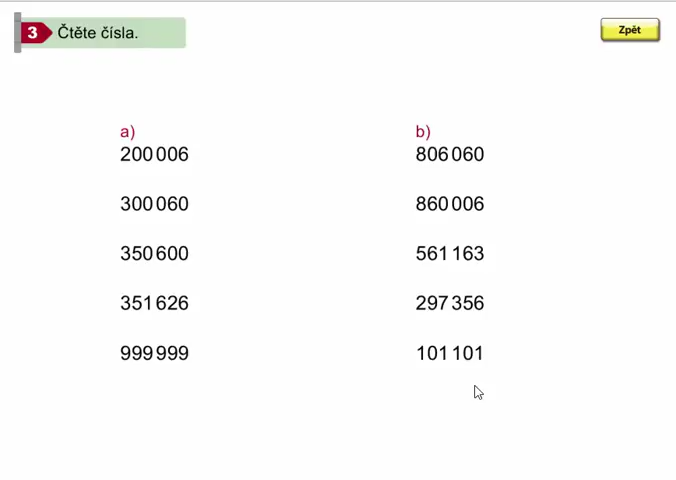 3 Čtěte čísla.
Zpět
a)
200 006
300 060
350 600
351 626
999 999
b)
806 060
860 006
561 163
297 356
101 101